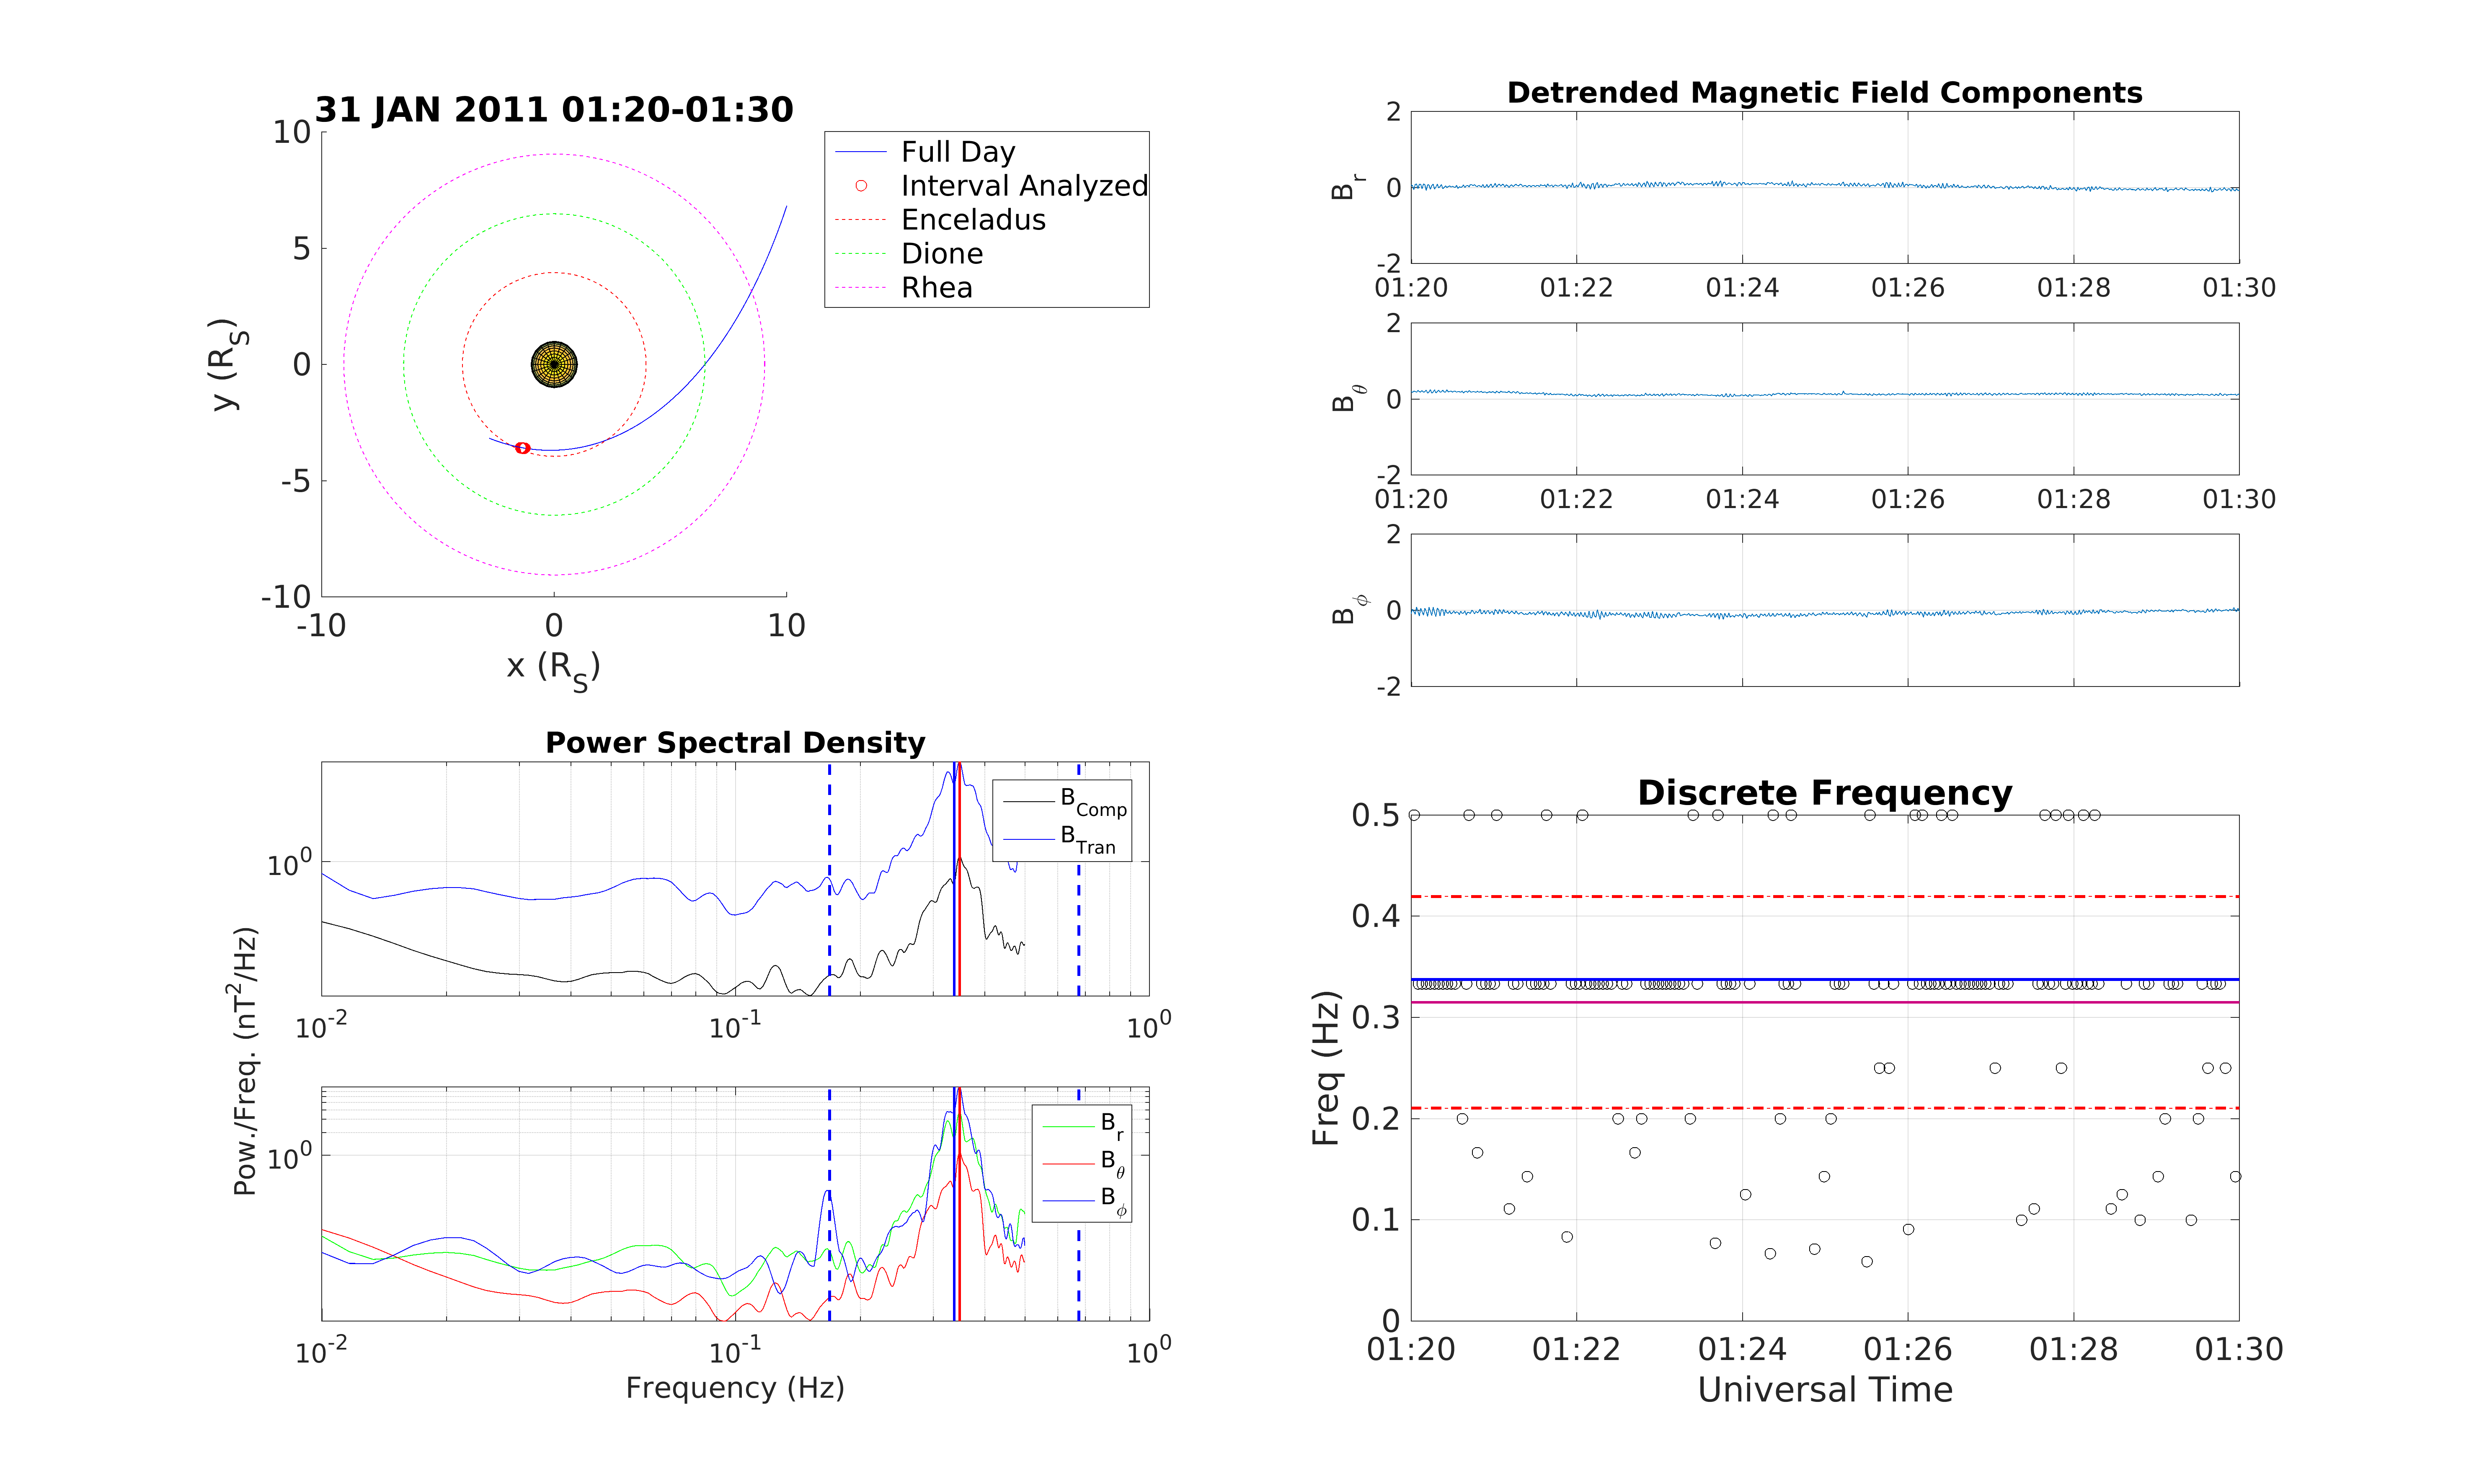 31 JAN 2011 01:20-01:30
10
5
0
-5
-10
-10 0 10
y (R_S)
x (R_S)
Full Day
Interval Analyzed
Enceladus
Dione
Rhea
Detrended Magnetic Field Components
B_r
2
0
-2
01:20 01:22 01:24 01:26 01:28 01:30
B_θ
2
0
-2
01:20 01:22 01:24 01:26 01:28 01:30
B_ϕ
2
0
-2
Power Spectral Density
10^0
B_Comp
B_Tran
10^-2 10^-1 10^0
Pow./Freq. (nT^2/Hz)
10^0
B_r
B_θ
B_ϕ
10^-2 10^-1 10^0
Frequency (Hz)
Discrete Frequency
0.5
0.4
0.3
0.2
0.1
0
Freq (Hz)
01:20 01:22 01:24 01:26 01:28 01:30
Universal Time